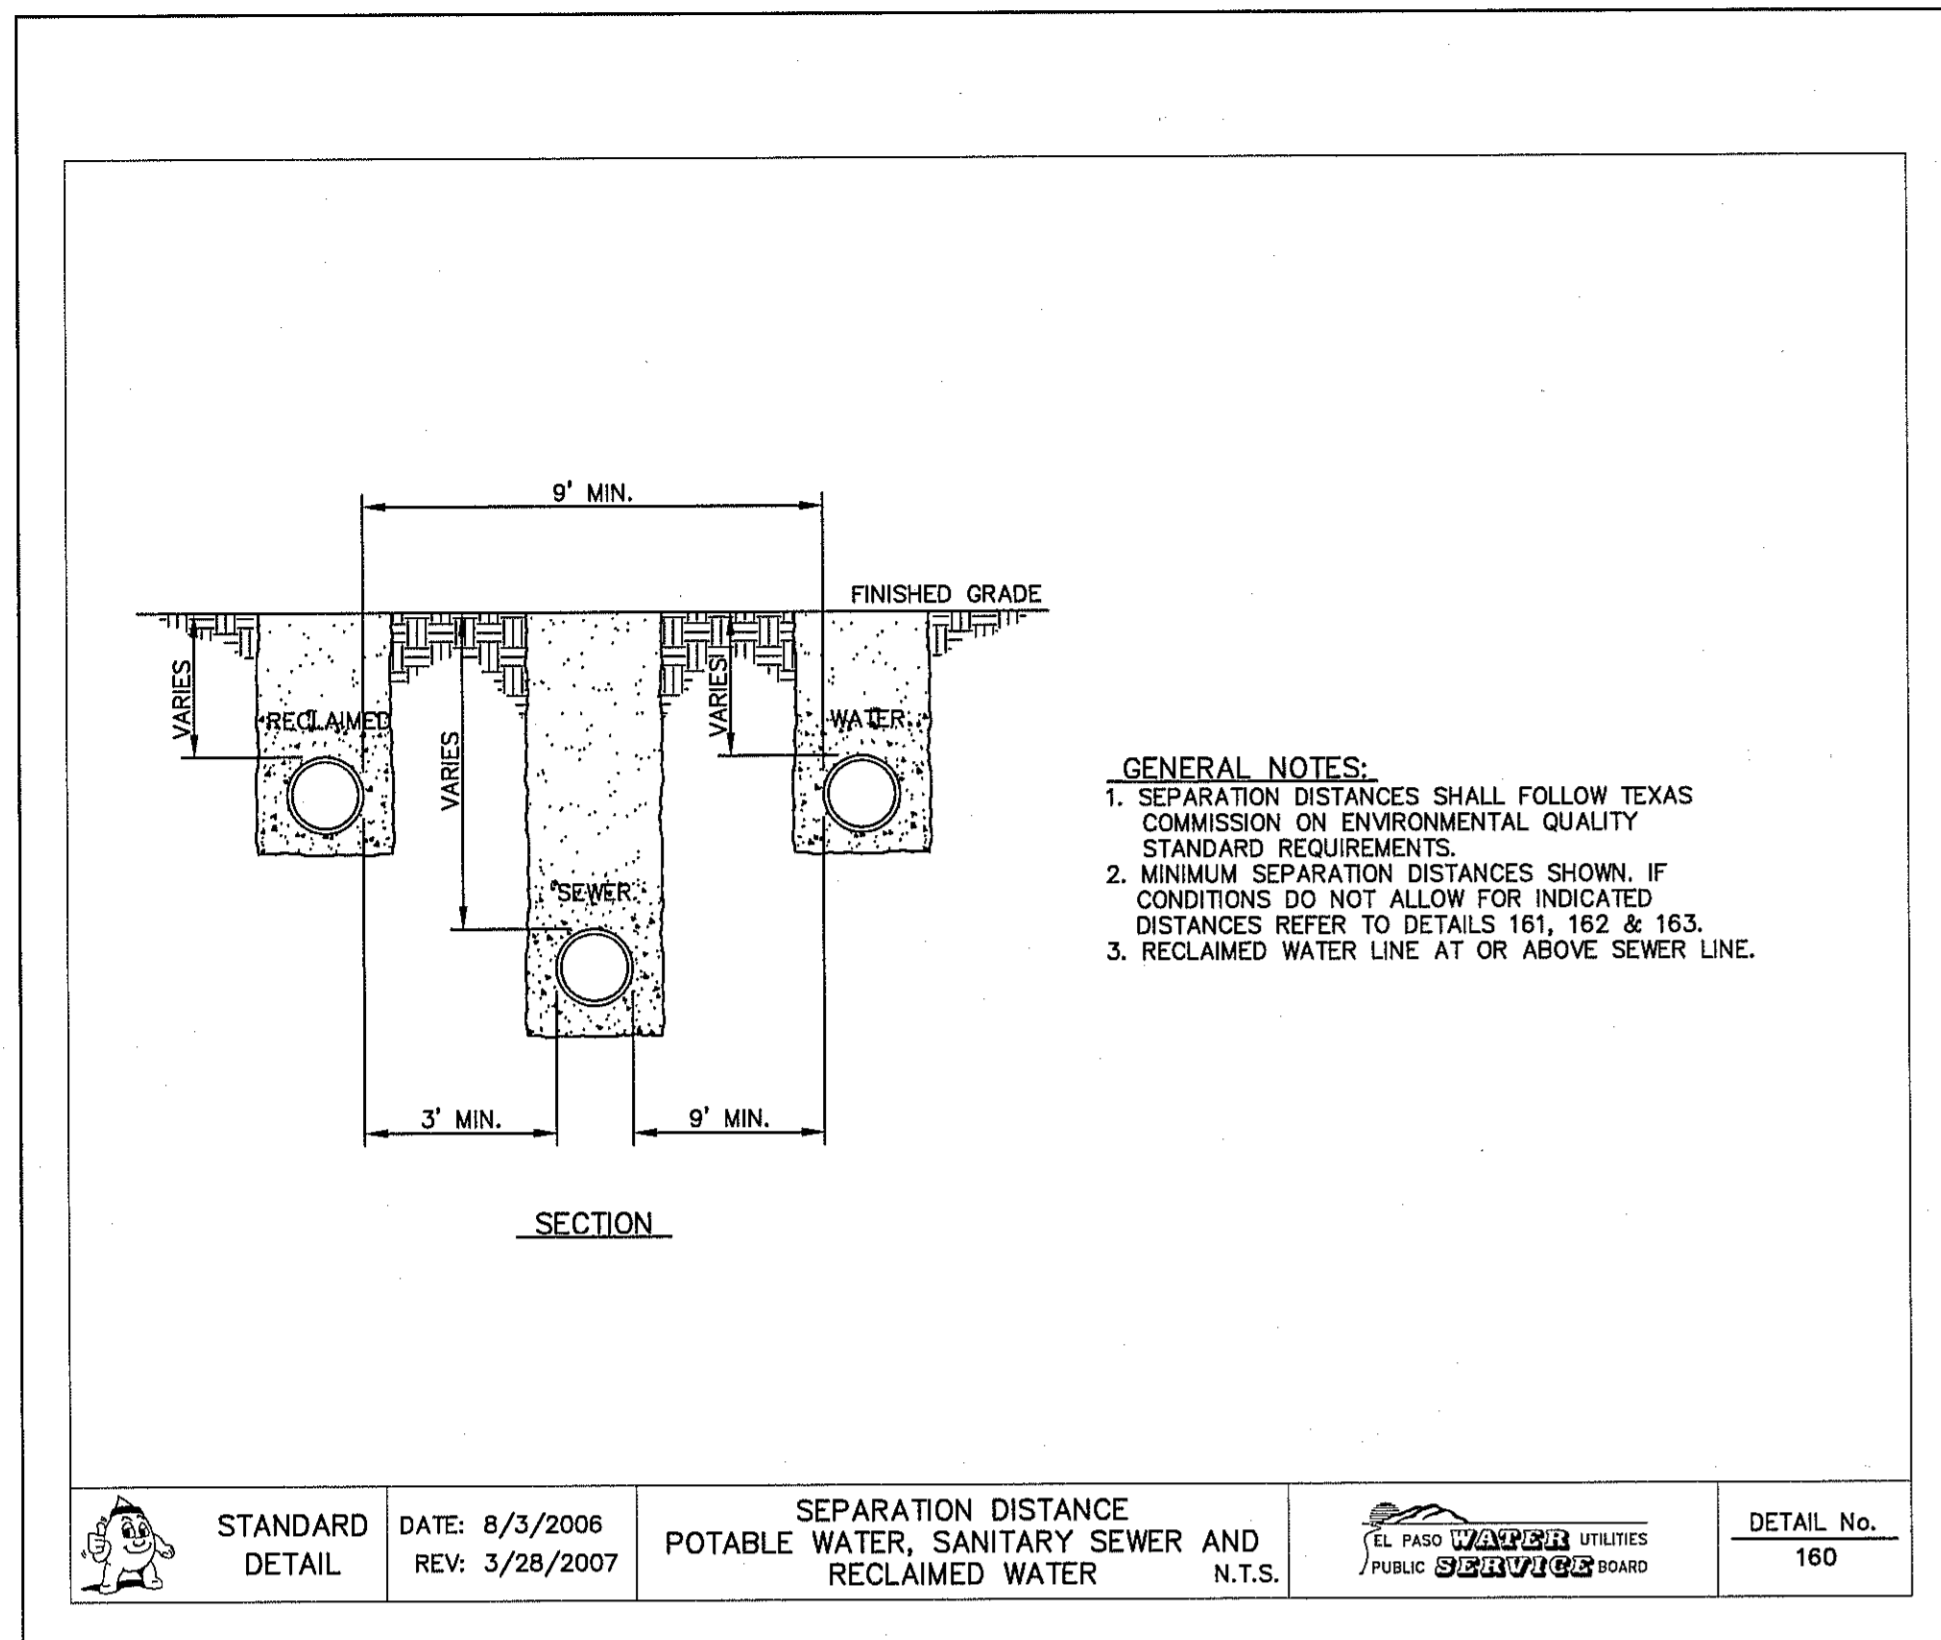 9' MIN.
FINISHED GRADE
VARIES
RECLAIMED
VARIES
SEWER
VARIES
WATER
3' MIN.
9' MIN.
SECTION
GENERAL NOTES:
1. SEPARATION DISTANCES SHALL FOLLOW TEXAS
COMMISSION ON ENVIRONMENTAL QUALITY
STANDARD REQUIREMENTS.
2. MINIMUM SEPARATION DISTANCES SHOWN. IF
CONDITIONS DO NOT ALLOW FOR INDICATED
DISTANCES REFER TO DETAILS 161, 162 & 163.
3. RECLAIMED WATER LINE AT OR ABOVE SEWER LINE.
STANDARD
DETAIL
DATE: 8/3/2006
REV: 3/28/2007
SEPARATION DISTANCE
POTABLE WATER, SANITARY SEWER AND
RECLAIMED WATER N.T.S.
EL PASO WATER UTILITIES
PUBLIC SERVICE BOARD
DETAIL No.
160